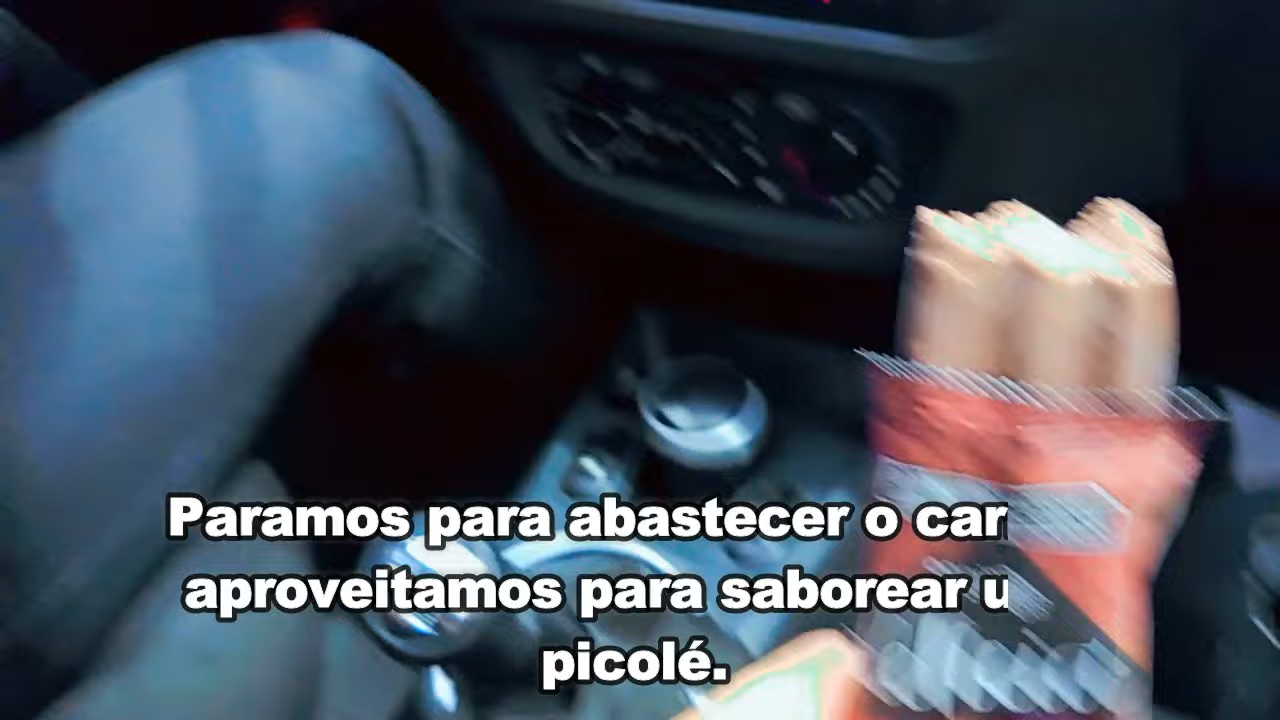 Paramos para abastecer o car
aproveitamos para saborear u
picolé.